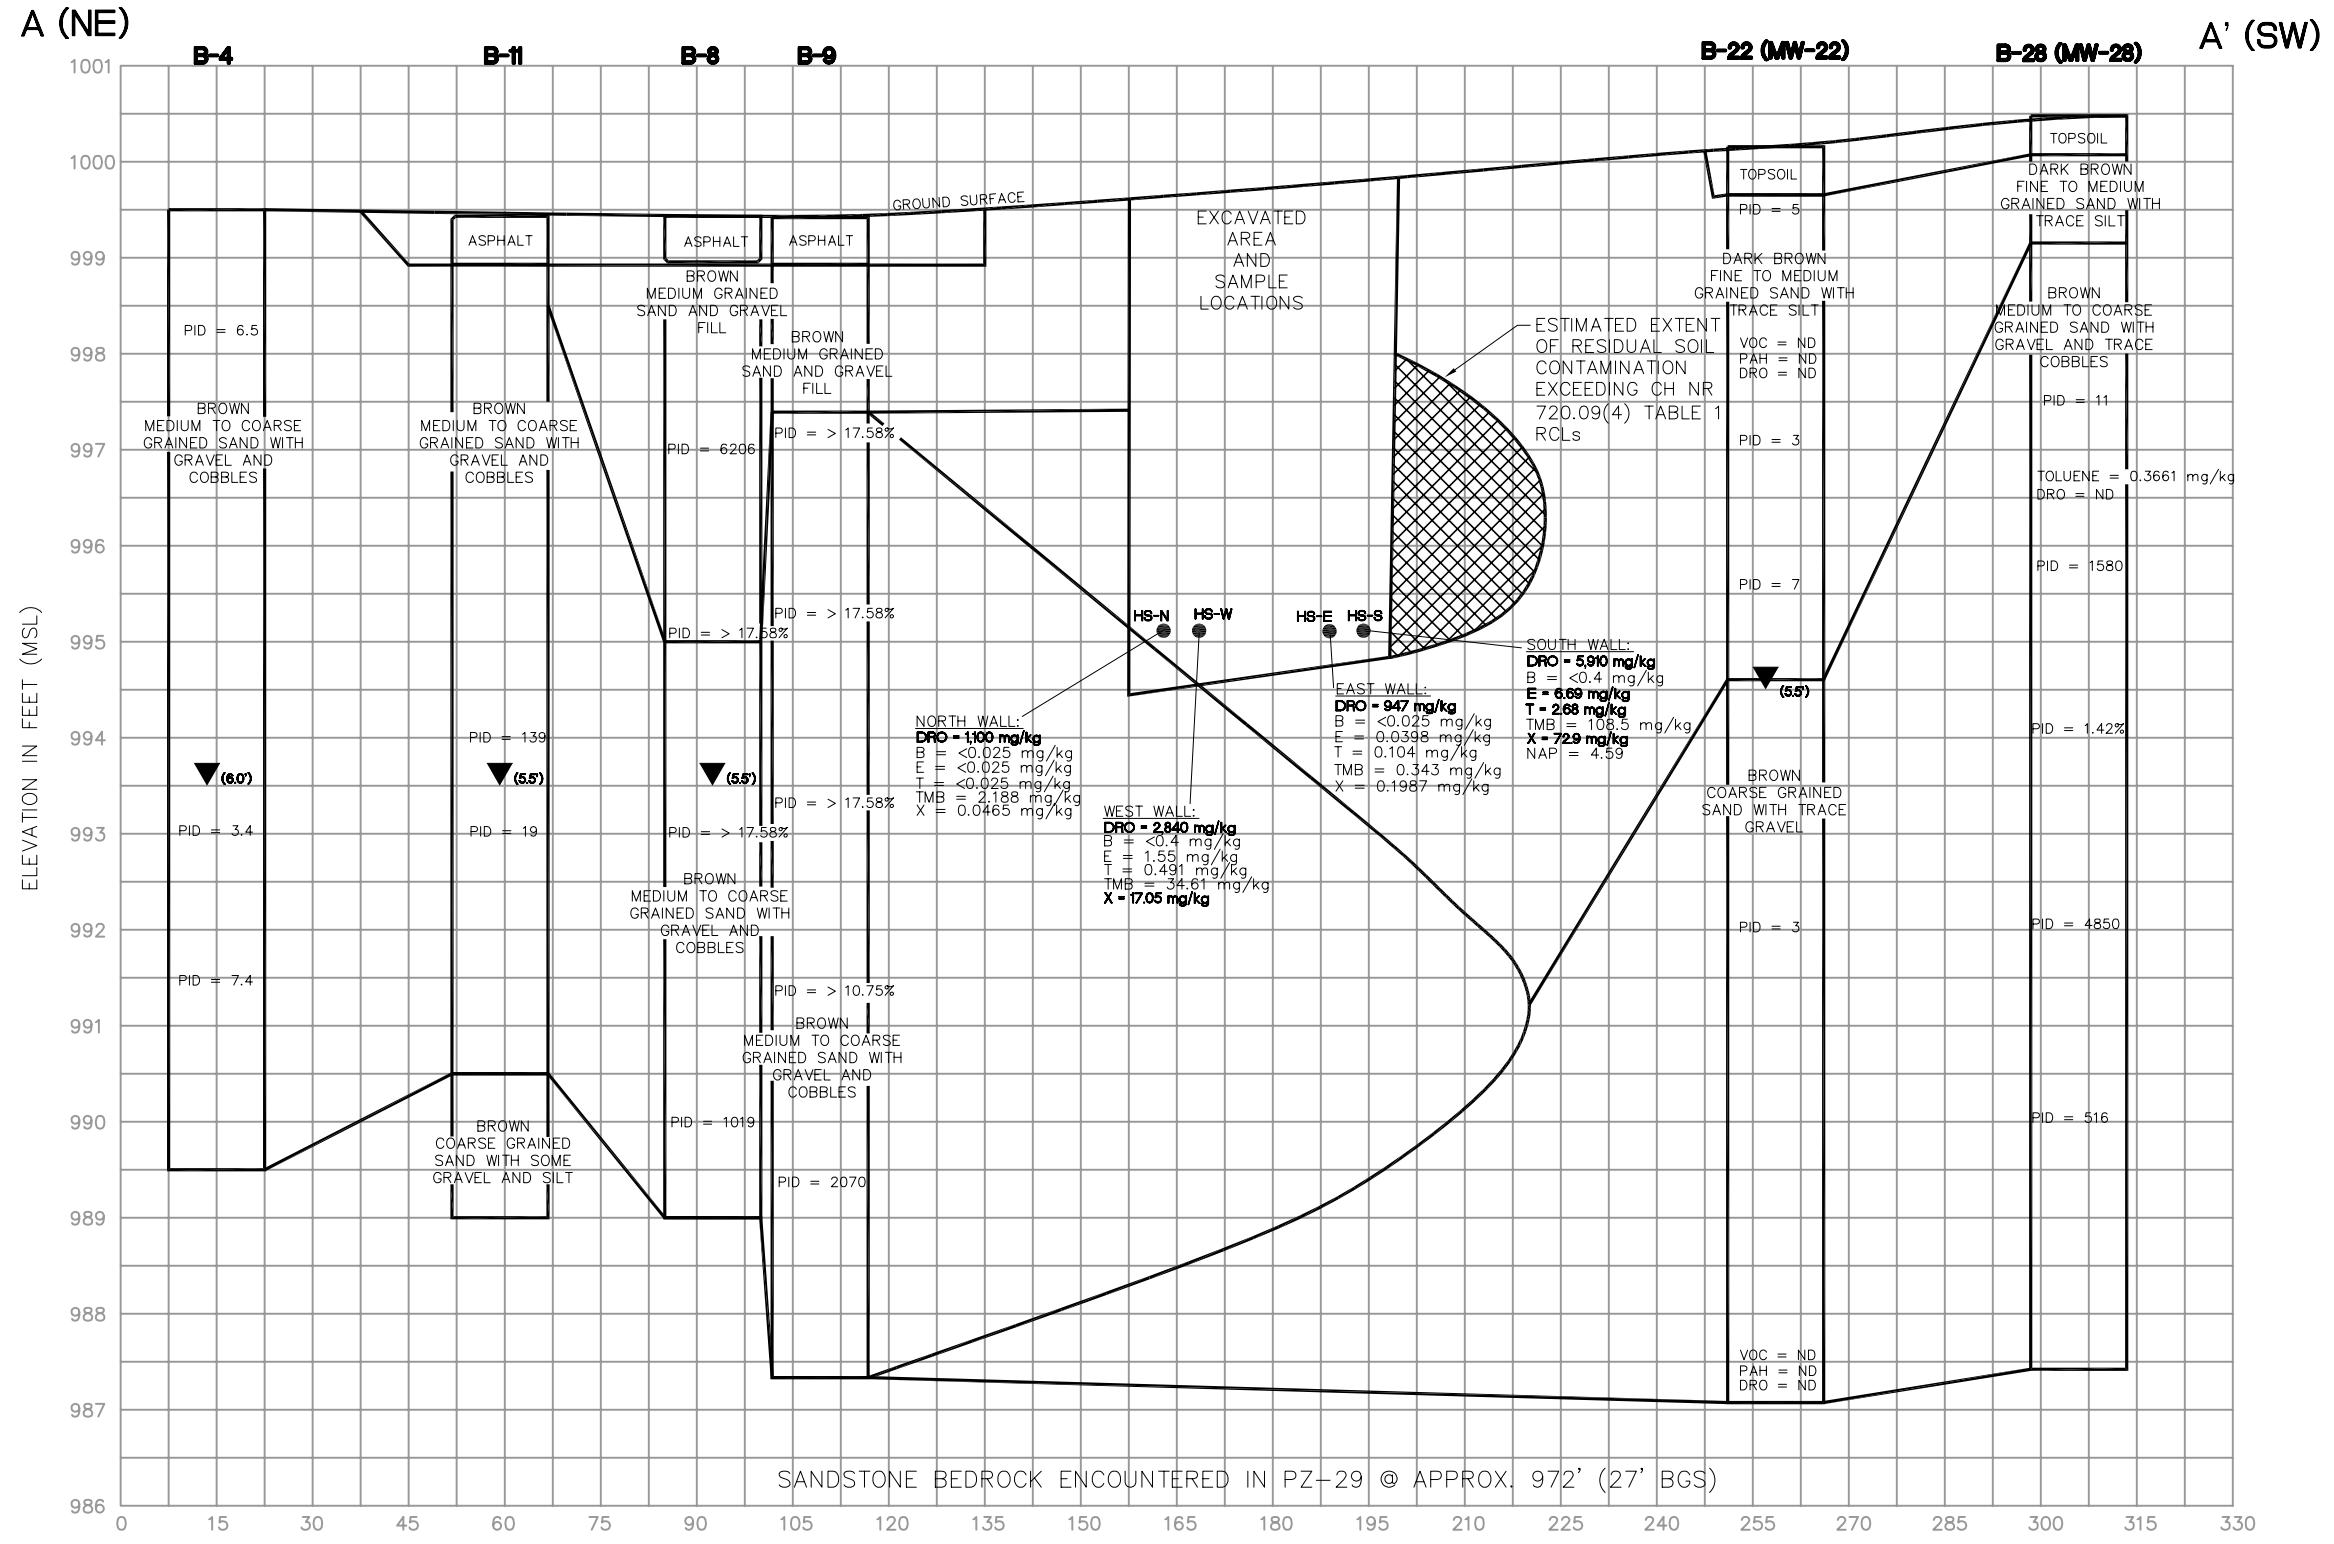 A (NE)
A' (SW)
B-4
B-11
B-8
B-9
B-22 (MW-22)
B-28 (MW-28)
1001
1000
999
998
997
996
995
994
993
992
991
990
989
988
987
986
ELEVATION IN FEET (MSL)
0
15
30
45
60
75
90
105
120
135
150
165
180
195
210
225
240
255
270
285
300
315
330
PID = 6.5
BROWN
MEDIUM TO COARSE
GRAINED SAND WITH
GRAVEL AND
COBBLES
(6.0')
PID = 3.4
PID = 7.4
ASPHALT
BROWN
MEDIUM TO COARSE
GRAINED SAND WITH
GRAVEL AND
COBBLES
PID = 139
(5.5')
PID = 19
BROWN
COARSE GRAINED
SAND WITH SOME
GRAVEL AND SILT
ASPHALT
BROWN
MEDIUM GRAINED
SAND AND GRAVEL
FILL
PID = 6206
PID = > 17.58%
(5.5')
PID = > 17.58%
BROWN
MEDIUM TO COARSE
GRAINED SAND WITH
GRAVEL AND
COBBLES
PID = 1019
ASPHALT
BROWN
MEDIUM GRAINED
SAND AND GRAVEL
FILL
PID = > 17.58%
PID = > 17.58%
PID = > 17.58%
PID = > 10.75%
BROWN
MEDIUM TO COARSE
GRAINED SAND WITH
GRAVEL AND
COBBLES
PID = 2070
GROUND SURFACE
EXCAVATED
AREA
AND
SAMPLE
LOCATIONS
HS-N
HS-W
HS-E
HS-S
NORTH WALL:
DRO = 1,100 mg/kg
B = <0.025 mg/kg
E = <0.025 mg/kg
T = <0.025 mg/kg
TMB = 2.188 mg/kg
X = 0.0465 mg/kg
WEST WALL:
DRO = 2,840 mg/kg
B = <0.4 mg/kg
E = 1.55 mg/kg
T = 0.491 mg/kg
TMB = 34.61 mg/kg
X = 17.05 mg/kg
EAST WALL:
DRO = 947 mg/kg
B = <0.025 mg/kg
E = 0.0398 mg/kg
T = 0.104 mg/kg
TMB = 0.343 mg/kg
X = 0.1987 mg/kg
SOUTH WALL:
DRO = 5,910 mg/kg
B = <0.4 mg/kg
E = 6.69 mg/kg
T = 2.68 mg/kg
TMB = 108.5 mg/kg
X = 72.9 mg/kg
NAP = 4.59
ESTIMATED EXTENT
OF RESIDUAL SOIL
CONTAMINATION
EXCEEDING CH NR
720.09(4) TABLE 1
RCLs
TOPSOIL
PID = 5
DARK BROWN
FINE TO MEDIUM
GRAINED SAND WITH
TRACE SILT
VOC = ND
PAH = ND
DRO = ND
PID = 3
PID = 7
(5.5')
BROWN
COARSE GRAINED
SAND WITH TRACE
GRAVEL
PID = 3
VOC = ND
PAH = ND
DRO = ND
TOPSOIL
DARK BROWN
FINE TO MEDIUM
GRAINED SAND WITH
TRACE SILT
BROWN
MEDIUM TO COARSE
GRAINED SAND WITH
GRAVEL AND TRACE
COBBLES
PID = 11
TOLUENE = 0.3661 mg/kg
DRO = ND
PID = 1580
PID = 1.42%
PID = 4850
PID = 516
SANDSTONE BEDROCK ENCOUNTERED IN PZ-29 @ APPROX. 972' (27' BGS)